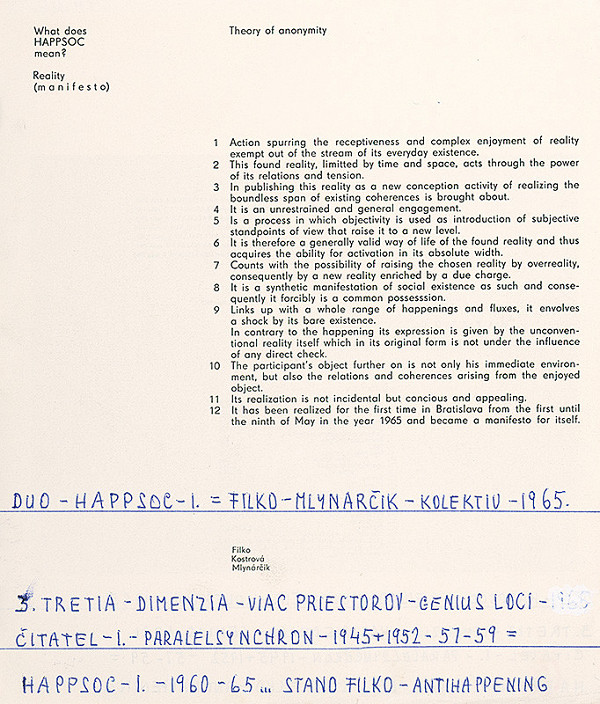 What does
HAPPSOC
mean?
Theory of anonymity
Reality
(manifesto)
1 Action spurring the receptiveness and complex enjoyment of reality
exempt out of the stream of its everyday existence.
2 This found reality, limitted by time and space, acts through the power
of its relations and tension.
3 In publishing this reality as a new conception activity of realizing the
boundless span of existing coherences is brought about.
4 It is an unrestrained and general engagement.
5 Is a process in which objectivity is used as introduction of subjective
standpoints of view that raise it to a new level.
6 It is therefore a generally valid way of life of the found reality and thus
acquires the ability for activation in its absolute width.
7 Counts with the possibility of raising the chosen reality by overreality,
consequently by a new reality enriched by a due charge.
8 It is a synthetic manifestation of social existence as such and conse-
quently it forcibly is a common possesssion.
9 Links up with a whole range of happenings and fluxes, it envolves
a shock by its bare existence.
In contrary to the happening its expression is given by the unconven-
tional reality itself which in its original form is not under the influence
of any direct check.
10 The participant's object further on is not only his immediate environ-
ment, but also the relations and coherences arising from the enjoyed
object.
11 Its realization is not incidental but concious and appealing.
12 It has been realized for the first time in Bratislava from the first until
the ninth of May in the year 1965 and became a manifesto for itself.
DUO - HAPPSOC - I. = FILKO - MLYNARČIK - KOLEKTIV - 1965.
Filko
Kostrová
Mlynárčik
3. TRETIA - DIMENZIA - VIAC PRIESTOROV - GENIUS LOCI - 1965
ČITATEL - I. - PARALELSYNCHRON - 1945 + 1952 - 57 - 59 =
HAPPSOC - I. - 1960 - 65... STANO FILKO - ANTIHAPPENING